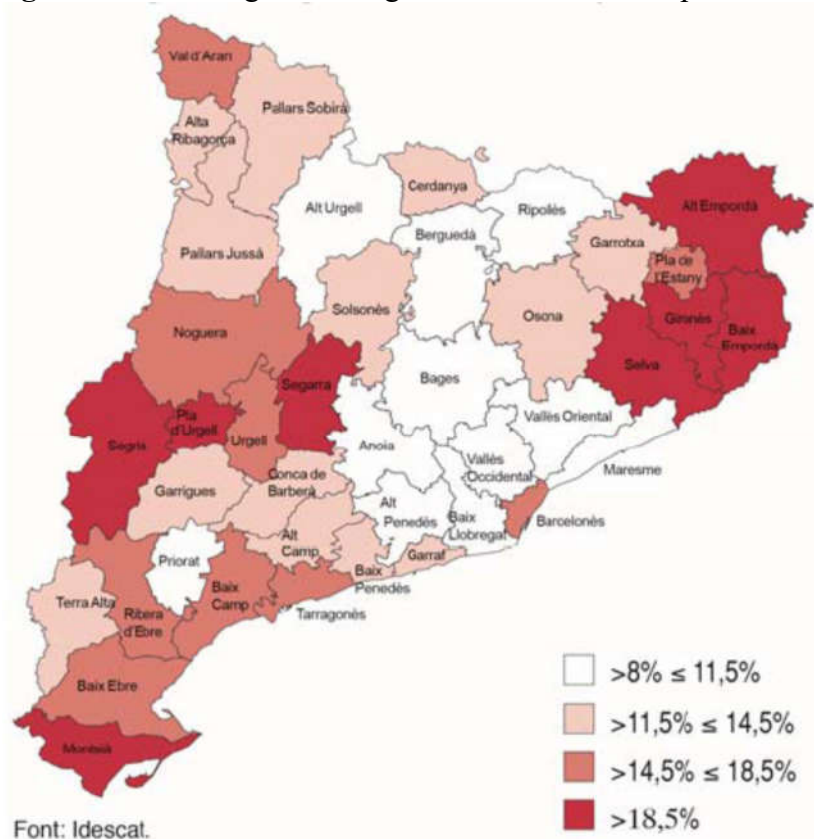 Val d'Aran
Pallars Sobirà
Alta
Ribagorça
Cerdanya
Alt Urgell
Ripolès
Alt Empordà
Berguedà
Garrotxa
Pallars Jussà
Pla de
l'Estany
Solsonès
Osona
Gironès
Noguera
Baix
Empordà
Selva
Segarra
Bages
Pla
d'Urgell
Vallès Oriental
Urgell
Segrià
Anoia
Vallès
Occidental
Maresme
Conca de
Barberà
Garrigues
Alt
Penedès
Baix
Llobregat
Barcelonès
Alt
Camp
Priorat
Garraf
Baix
Penedès
Baix
Camp
Terra Alta
Ribera
d'Ebre
Tarragonès
Baix Ebre
Montsià
>8% ≤ 11,5%
>11,5% ≤ 14,5%
>14,5% ≤ 18,5%
>18,5%
Font: Idescat.